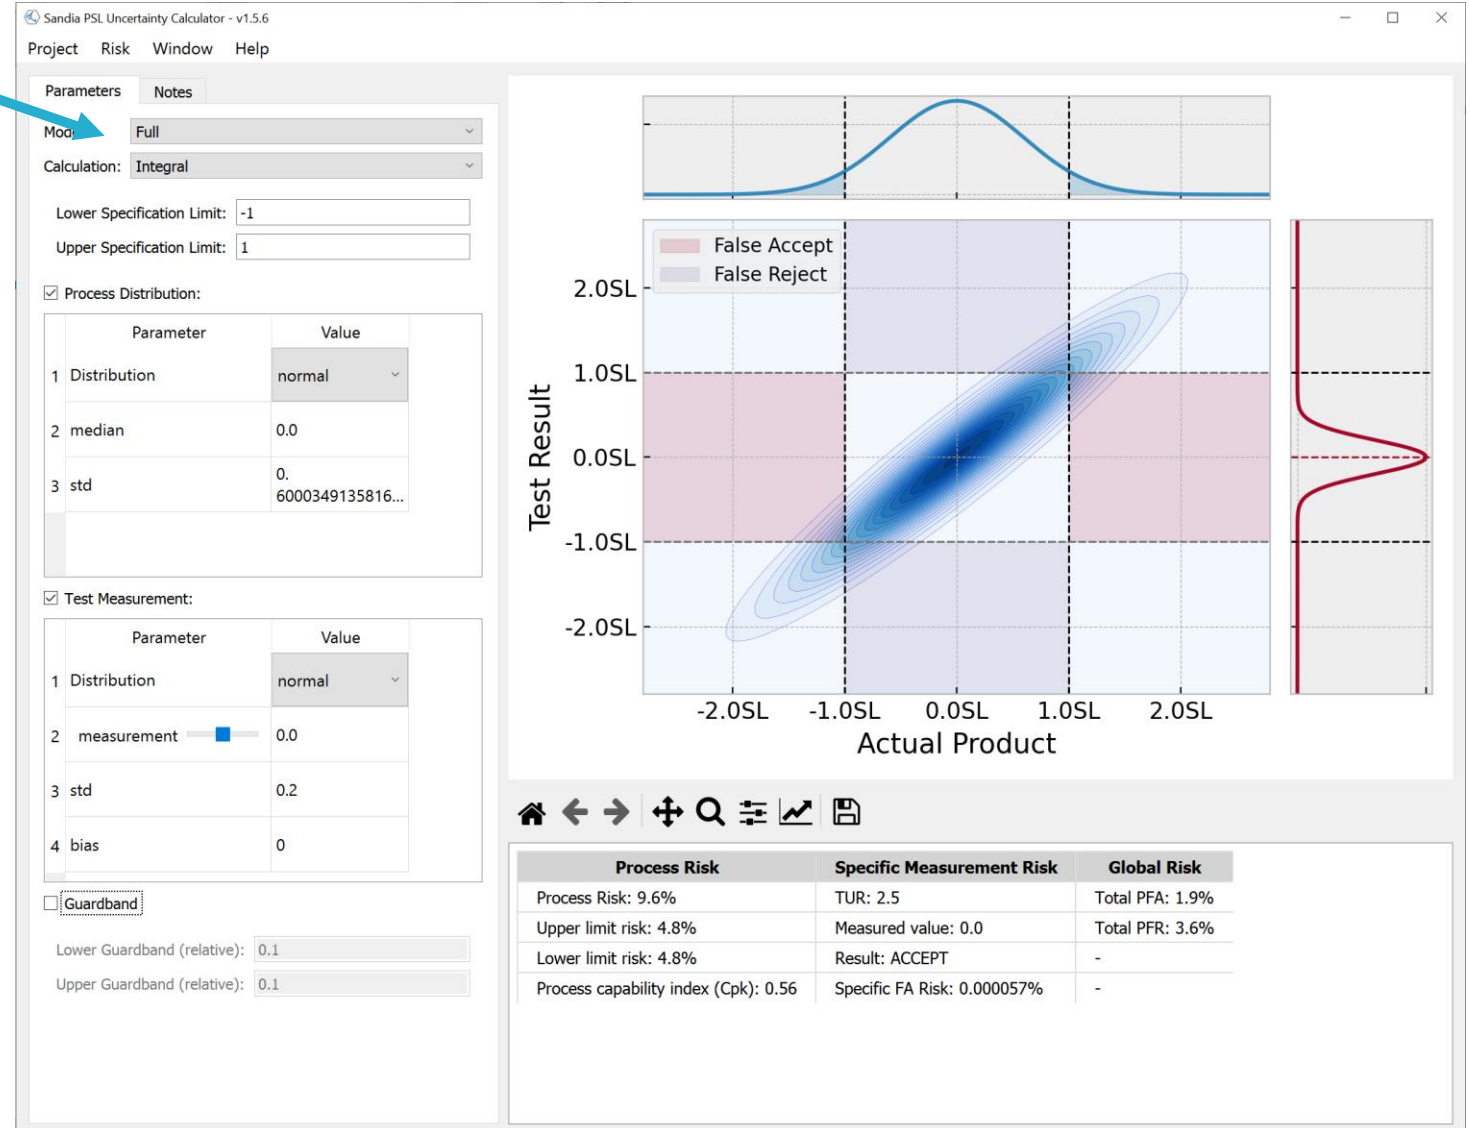 Sandia PSL Uncertainty Calculator - v1.5.6
Project Risk Window Help
Parameters Notes
Full
Calculation: Integral
Lower Specification Limit: -1
Upper Specification Limit: 1
Process Distribution:
Parameter Value
1 Distribution normal
2 median 0.0
3 std 0.
6000349135816...
Test Measurement:
Parameter Value
1 Distribution normal
2 measurement 0.0
3 std 0.2
4 bias 0
Guardband
Lower Guardband (relative): 0.1
Upper Guardband (relative): 0.1
False Accept
False Reject
2.0SL
1.0SL
0.0SL
-1.0SL
-2.0SL
Test Result
-2.0SL -1.0SL 0.0SL 1.0SL 2.0SL
Actual Product
Process Risk Specific Measurement Risk Global Risk
Process Risk: 9.6% TUR: 2.5 Total PFA: 1.9%
Upper limit risk: 4.8% Measured value: 0.0 Total PFR: 3.6%
Lower limit risk: 4.8% Result: ACCEPT -
Process capability index (Cpk): 0.56 Specific FA Risk: 0.000057% -